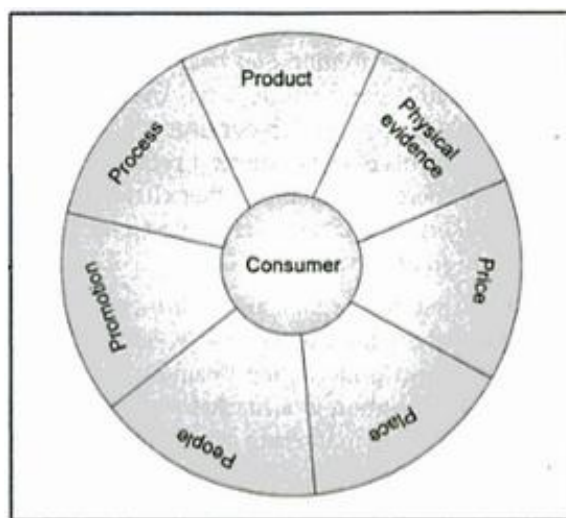 Product
Physical
evidence
Price
Place
People
Promotion
Process
Consumer